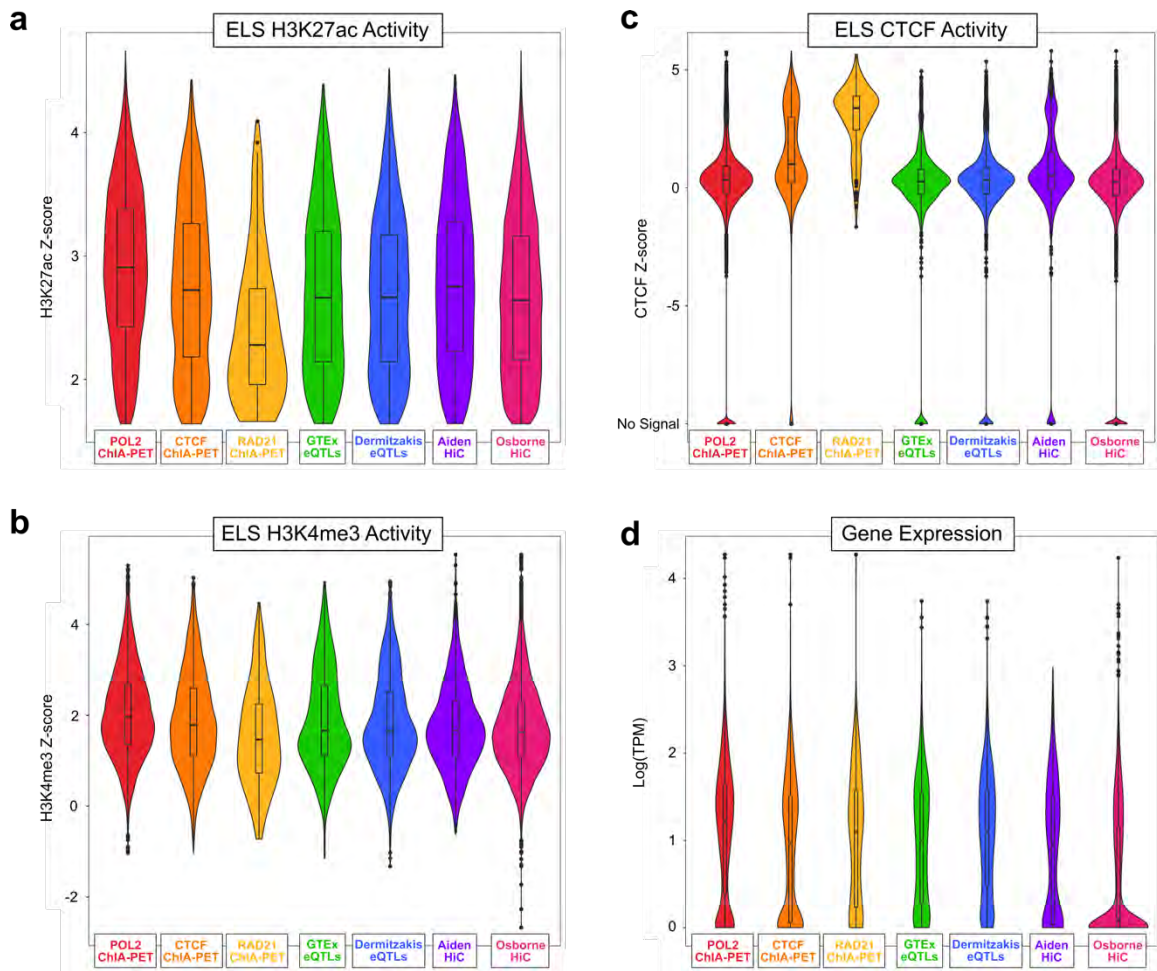 a
ELS H3K27ac Activity
H3K27ac Z-score
4
3
2
POL2 CTCF RAD21 GTEx Dermitzakis Aiden Osborne
ChIA-PET ChIA-PET ChIA-PET eQTLs eQTLs HiC HiC
b
ELS H3K4me3 Activity
H3K4me3 Z-score
4
2
0
-2
POL2 CTCF RAD21 GTEx Dermitzakis Aiden Osborne
ChIA-PET ChIA-PET ChIA-PET eQTLs eQTLs HiC HiC
c
ELS CTCF Activity
CTCF Z-score
5
0
-5
No Signal
POL2 CTCF RAD21 GTEx Dermitzakis Aiden Osborne
ChIA-PET ChIA-PET ChIA-PET eQTLs eQTLs HiC HiC
d
Gene Expression
Log(TPM)
4
3
2
1
0
POL2 CTCF RAD21 GTEx Dermitzakis Aiden Osborne
ChIA-PET ChIA-PET ChIA-PET eQTLs eQTLs HiC HiC